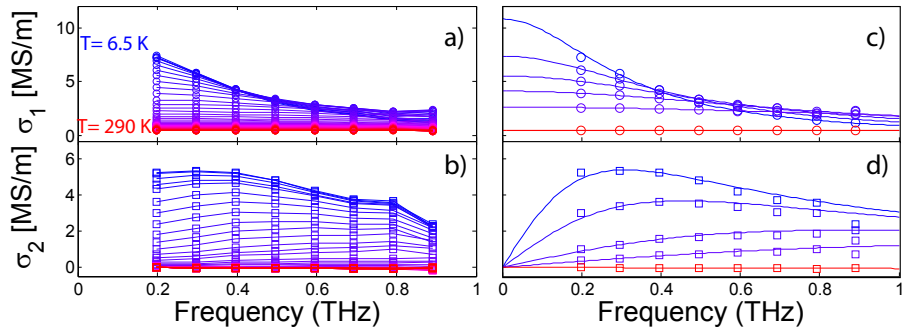 10
5
0
σ₁ [MS/m]
T= 6.5 K
T= 290 K
a)
c)
6
4
2
0
σ₂ [MS/m]
b)
d)
0 0.2 0.4 0.6 0.8 1
0 0.2 0.4 0.6 0.8 1
Frequency (THz)
Frequency (THz)